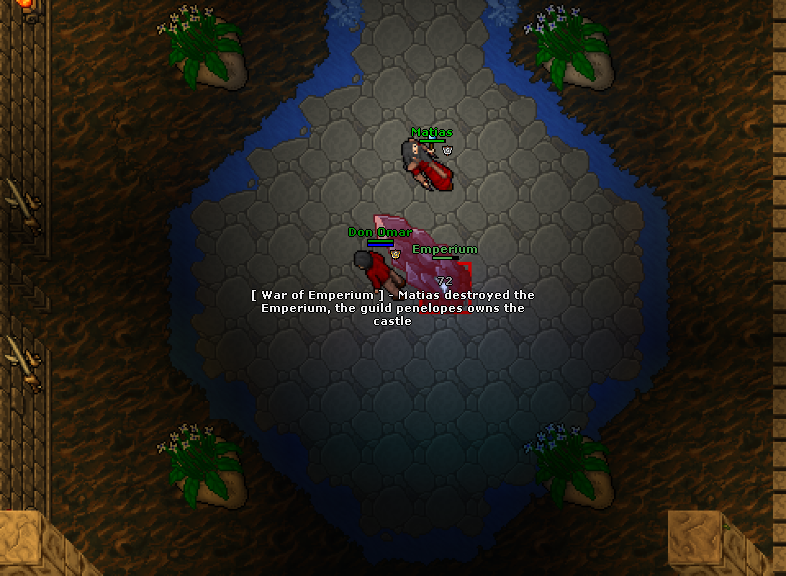 Matias
Don Omar
Emperium
72
[ War of Emperium ] - Matias destroyed the
Emperium, the guild penelopes owns the
castle